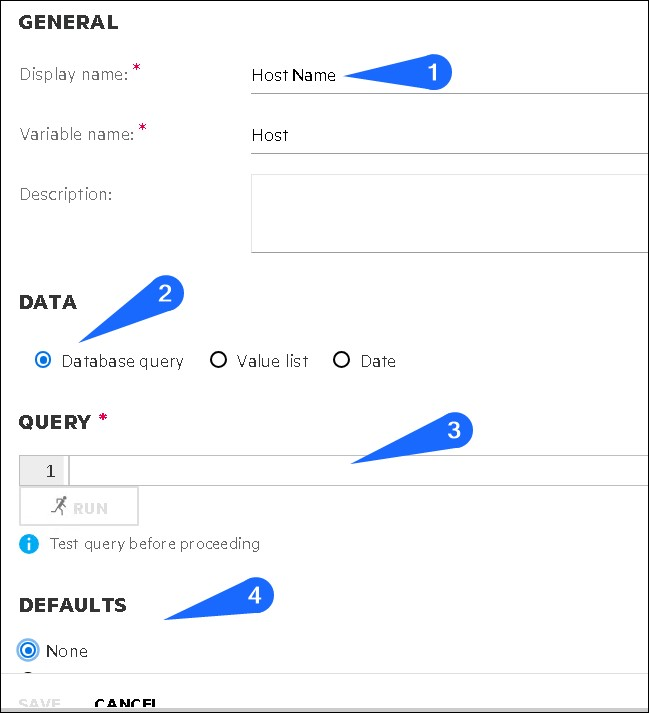 GENERAL
Display name: * Host Name 1
Variable name: * Host
Description:
2
DATA
Database query Value list Date
QUERY * 3
1
RUN
i Test query before proceeding
4
DEFAULTS
None
SAVE CANCEL